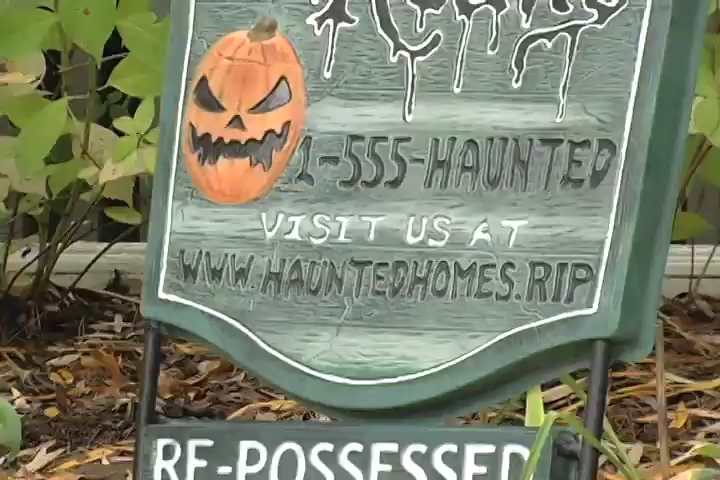 1-555-HAUNTED
VISIT US AT
WWW.HAUNTEDHOMES.RIP
RE-POSSESSED